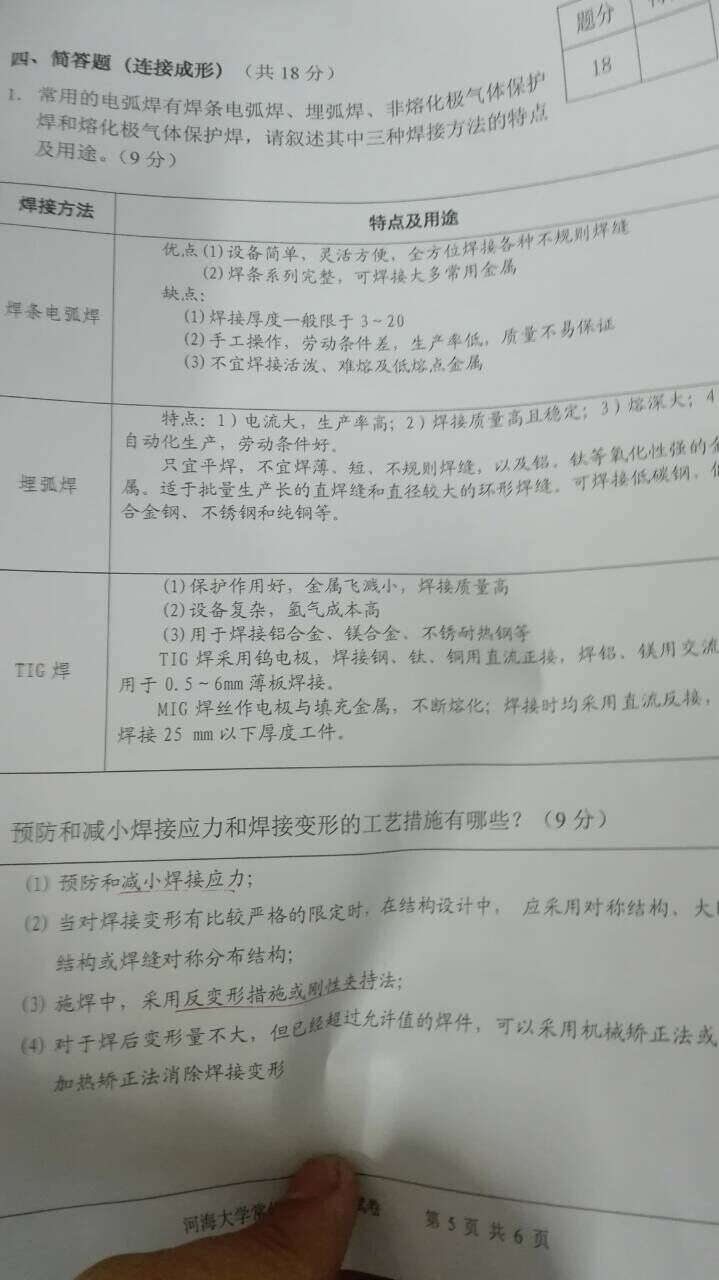 题分
18
四、简答题（连接成形）（共 18 分）
1. 常用的电弧焊有焊条电弧焊、埋弧焊、非熔化极气体保护
焊和熔化极气体保护焊，请叙述其中三种焊接方法的特点
及用途。（9 分）
焊接方法
特点及用途
焊条电弧焊
优点(1)设备简单，灵活方便，全方位焊接各种不规则焊缝
(2)焊条系列完整，可焊接大多常用金属
缺点：
(1)焊接厚度一般限于 3~20
(2)手工操作，劳动条件差，生产率低，质量不易保证
(3)不宜焊接活泼、难熔及低熔点金属
埋弧焊
特点：1）电流大，生产率高；2）焊接质量高且稳定；3）熔深大；4
自动化生产，劳动条件好。
只宜平焊，不宜焊薄、短、不规则焊缝，以及铝、钛等氧化性强的金
属。适于批量生产长的直焊缝和直径较大的环形焊缝。可焊接低碳钢、低
合金钢、不锈钢和纯铜等。
TIG 焊
(1)保护作用好，金属飞溅小，焊接质量高
(2)设备复杂，氩气成本高
(3)用于焊接铝合金、镁合金、不锈耐热钢等
TIG 焊采用钨电极，焊接钢、钛、铜用直流正接，焊铝、镁用交流
用于 0.5~6mm 薄板焊接。
MIG 焊丝作电极与填充金属，不断熔化；焊接时均采用直流反接，
焊接 25 mm 以下厚度工件。
预防和减小焊接应力和焊接变形的工艺措施有哪些？（9 分）
(1) 预防和减小焊接应力；
(2) 当对焊接变形有比较严格的限定时，在结构设计中， 应采用对称结构、大
结构或焊缝对称分布结构；
(3) 施焊中，采用反变形措施或刚性夹持法；
(4) 对于焊后变形量不大，但已经超过允许值的焊件，可以采用机械矫正法或
加热矫正法消除焊接变形
河海大学常
试卷 第 5 页 共 6 页